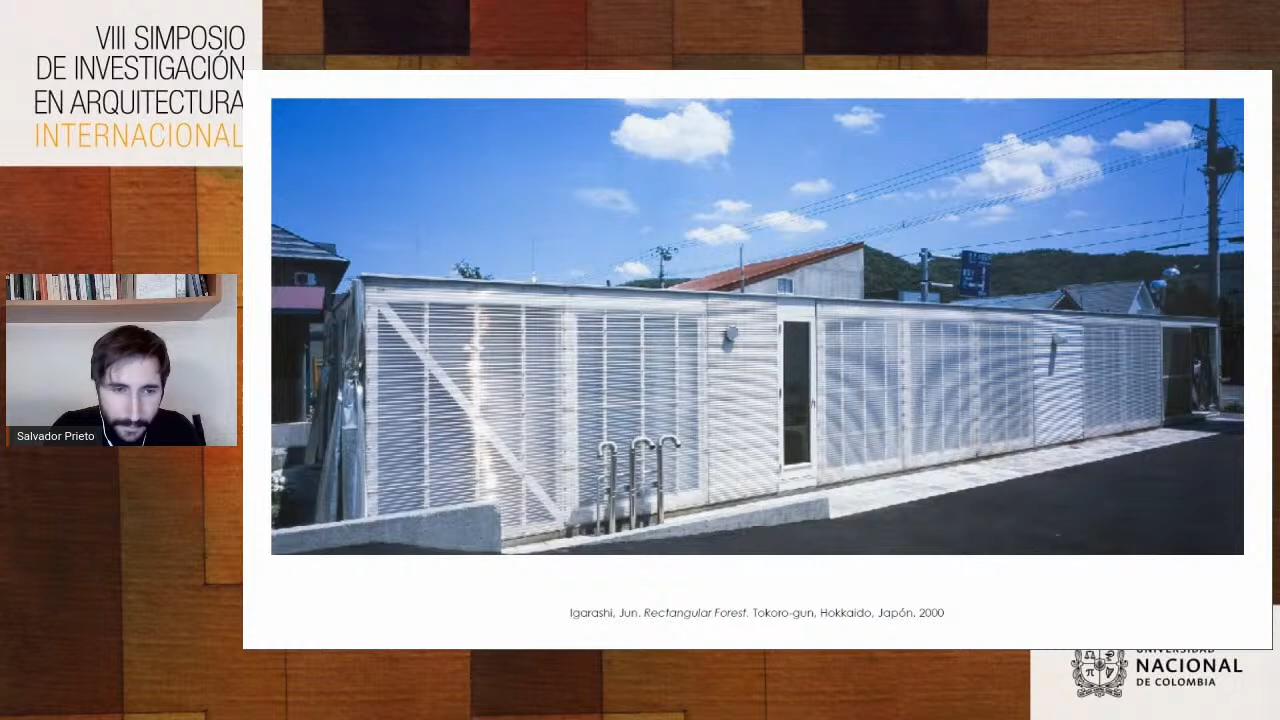 VIII SIMPOSIO
DE INVESTIGACIÓN
EN ARQUITECTURA
INTERNACIONAL
Salvador Prieto
Igarashi, Jun. Rectangular Forest. Tokoro-gun, Hokkaido, Japón. 2000
UNIVERSIDAD
NACIONAL
DE COLOMBIA